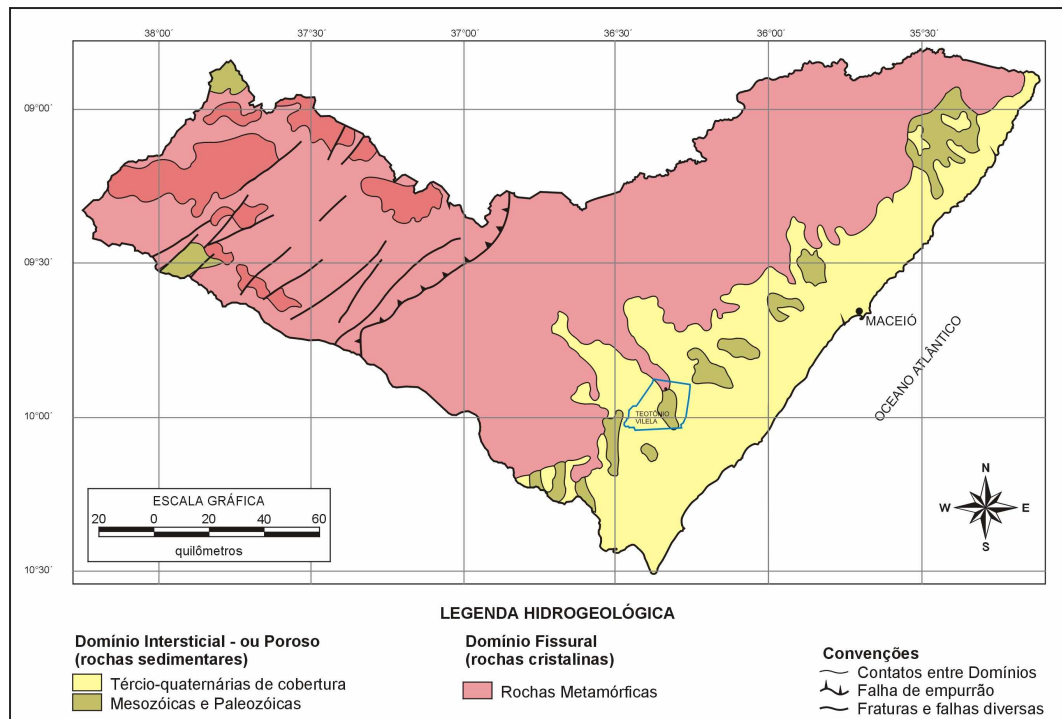 38°00´ 37°30´ 37°00´ 36°30´ 36°00´ 35°30´
09°00´
09°30´
10°00´
10°30´
MACEIÓ
OCEANO ATLÂNTICO
TEOTÔNIO
VILELA
N
W E
S
ESCALA GRÁFICA
20 0 20 40 60
quilômetros
LEGENDA HIDROGEOLÓGICA
Domínio Intersticial - ou Poroso
(rochas sedimentares)
Tércio-quaternárias de cobertura
Mesozóicas e Paleozóicas
Domínio Fissural
(rochas cristalinas)
Rochas Metamórficas
Convenções
Contatos entre Domínios
Falha de empurrão
Fraturas e falhas diversas